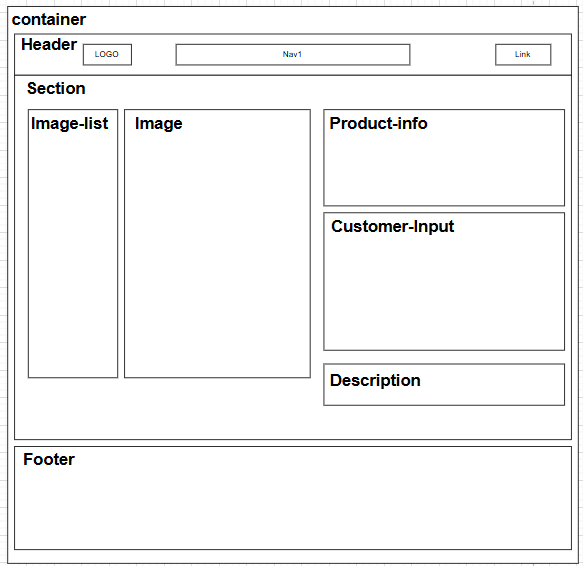 container
Header
LOGO
Nav1
Link
Section
Image-list
Image
Product-info
Customer-Input
Description
Footer